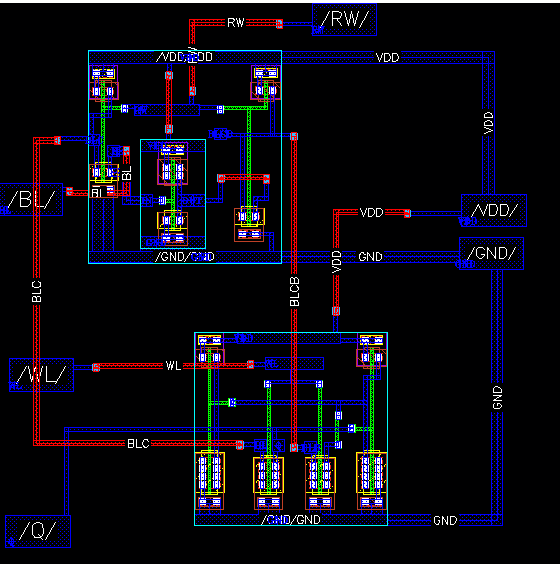 /RW/
RW
/VDD/VDD
VDD
VDD
BL
/BL/
/VDD/
VDD
VDD
/GND/
/GND/GND
GND
BLC
BLCB
WL
/WL/
GND
BLC
/GND/GND
GND
/Q/